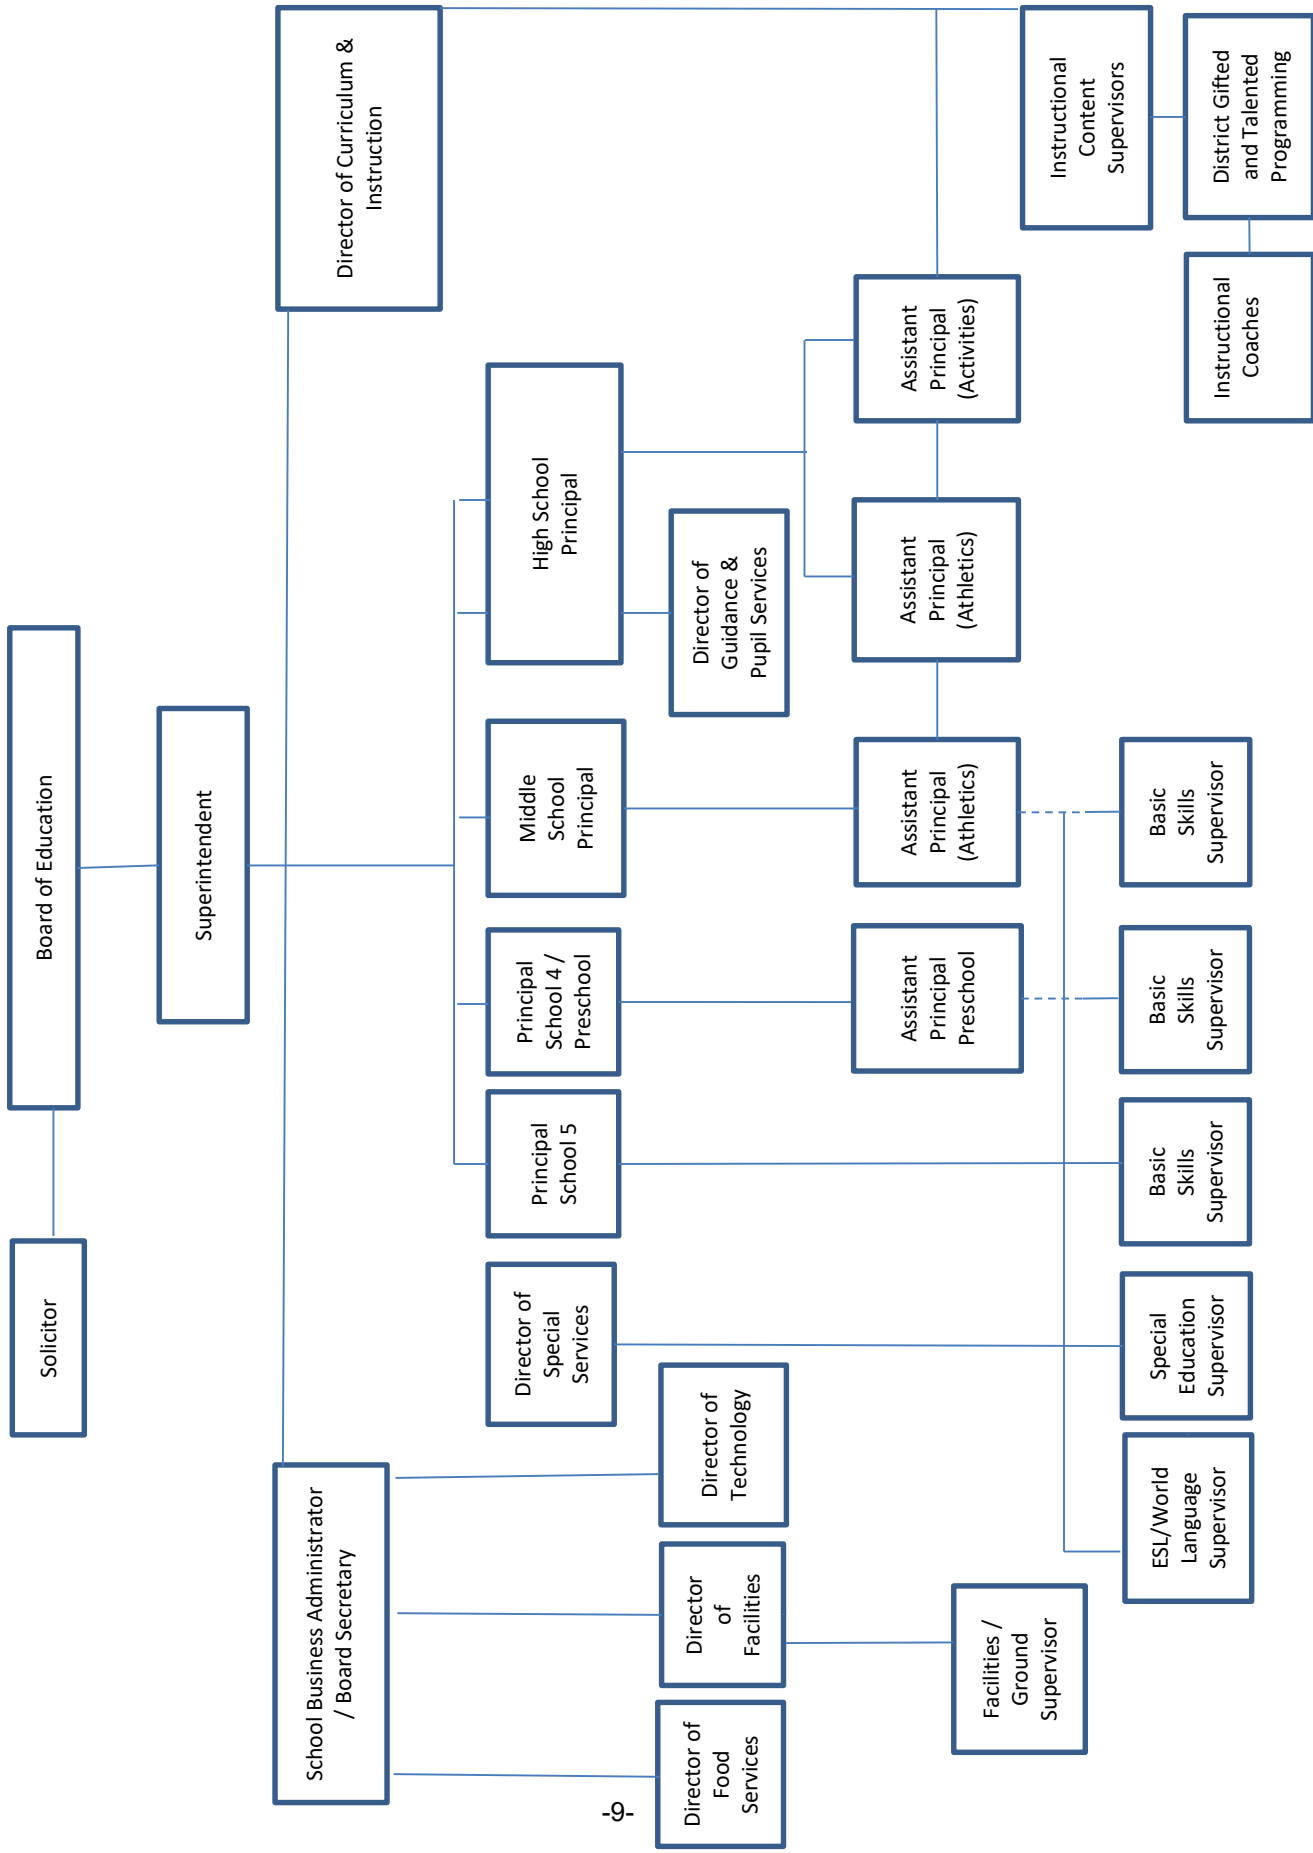 Solicitor
Board of Education
Superintendent
School Business Administrator
/ Board Secretary
Director of Curriculum &
Instruction
Director of
Special
Services
Principal
School 5
Principal
School 4 /
Preschool
Middle
School
Principal
High School
Principal
Director of
Food
Services
Director
of
Facilities
Director of
Technology
Director of
Guidance &
Pupil Services
Facilities /
Ground
Supervisor
Assistant
Principal
Preschool
Assistant
Principal
(Athletics)
Assistant
Principal
(Athletics)
Assistant
Principal
(Activities)
Instructional
Content
Supervisors
ESL/World
Language
Supervisor
Special
Education
Supervisor
Basic
Skills
Supervisor
Basic
Skills
Supervisor
Basic
Skills
Supervisor
Instructional
Coaches
District Gifted
and Talented
Programming
-9-